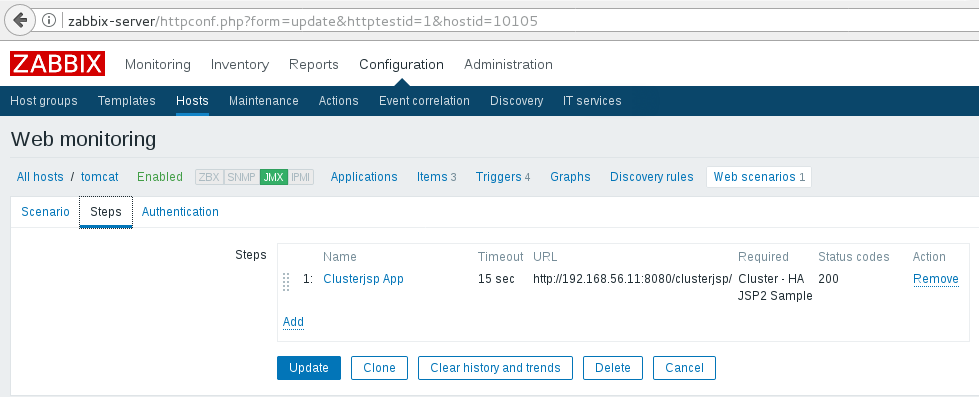 zabbix-server/httpconf.php?form=update&httptestid=1&hostid=10105
ZABBIX Monitoring Inventory Reports Configuration Administration
Host groups Templates Hosts Maintenance Actions Event correlation Discovery IT services
Web monitoring
All hosts / tomcat Enabled ZBX SNMP JMX IPMI Applications Items 3 Triggers 4 Graphs Discovery rules Web scenarios 1
Scenario Steps Authentication
Steps Name Timeout URL Required Status codes Action
1: Clusterjsp App 15 sec http://192.168.56.11:8080/clusterjsp/ Cluster - HA 200 Remove
JSP2 Sample
Add
Update Clone Clear history and trends Delete Cancel